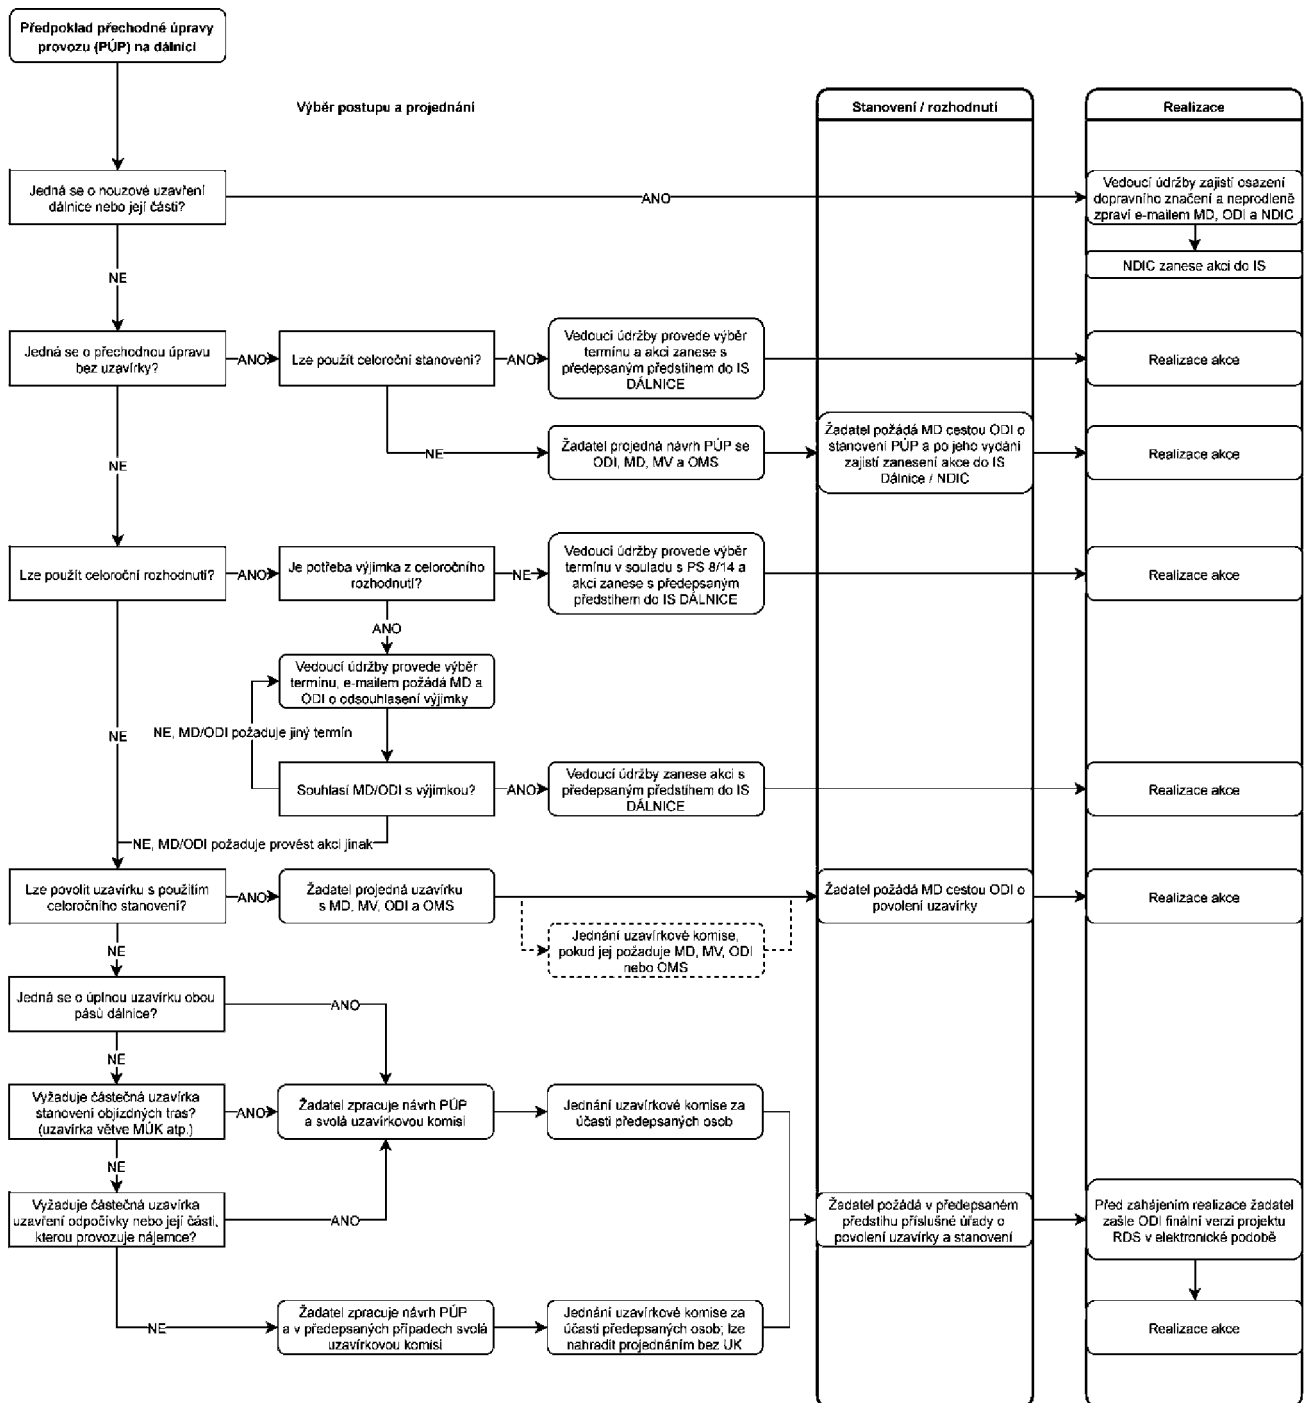 Předpoklad přechodné úpravy
provozu (PÚP) na dálnici
Výběr postupu a projednání
Stanovení / rozhodnutí
Realizace
Jedná se o nouzové uzavření
dálnice nebo její části?
ANO
Vedoucí údržby zajistí osazení
dopravního značení a neprodleně
zpraví e-mailem MD, ODI a NDIC
NE
NDIC zanese akci do IS
Jedná se o přechodnou úpravu
bez uzavírky?
ANO
Lze použít celoroční stanovení?
ANO
Vedoucí údržby provede výběr
termínu a akci zanese s
předepsaným předstihem do IS
DÁLNICE
Realizace akce
NE
NE
Žadatel projedná návrh PÚP se
ODI, MD, MV a OMS
Žadatel požádá MD cestou ODI o
stanovení PÚP a po jeho vydání
zajistí zanesení akce do IS
Dálnice / NDIC
Realizace akce
Lze použít celoroční rozhodnutí?
ANO
Je potřeba výjimka z celoročního
rozhodnutí?
NE
Vedoucí údržby provede výběr
termínu v souladu s PS 8/14 a
akci zanese s předepsaným
předstihem do IS DÁLNICE
Realizace akce
ANO
Vedoucí údržby provede výběr
termínu, e-mailem požádá MD a
ODI o odsouhlasení výjimky
NE
NE, MD/ODI požaduje jiný termín
Souhlasí MD/ODI s výjimkou?
ANO
Vedoucí údržby zanese akci s
předepsaným předstihem do IS
DÁLNICE
Realizace akce
NE, MD/ODI požaduje provést akci jinak
Lze povolit uzavírku s použitím
celoročního stanovení?
ANO
Žadatel projedná uzavírku
s MD, MV, ODI a OMS
Žadatel požádá MD cestou ODI o
povolení uzavírky
Realizace akce
Jednání uzavírkové komise,
pokud jej požaduje MD, MV, ODI
nebo OMS
NE
Jedná se o úplnou uzavírku obou
pásů dálnice?
ANO
NE
Vyžaduje částečná uzavírka
stanovení objízdných tras?
(uzavírka větve MÚK atp.)
ANO
Žadatel zpracuje návrh PÚP
a svolá uzavírkovou komisi
Jednání uzavírkové komise za
účasti předepsaných osob
NE
Vyžaduje částečná uzavírka
uzavření odpočívky nebo její části,
kterou provozuje nájemce?
ANO
Žadatel požádá v předepsaném
předstihu příslušné úřady o
povolení uzavírky a stanovení
Před zahájením realizace žadatel
zašle ODI finální verzi projektu
RDS v elektronické podobě
NE
Žadatel zpracuje návrh PÚP
a v předepsaných případech svolá
uzavírkovou komisi
Jednání uzavírkové komise za
účasti předepsaných osob; lze
nahradit projednáním bez UK
Realizace akce